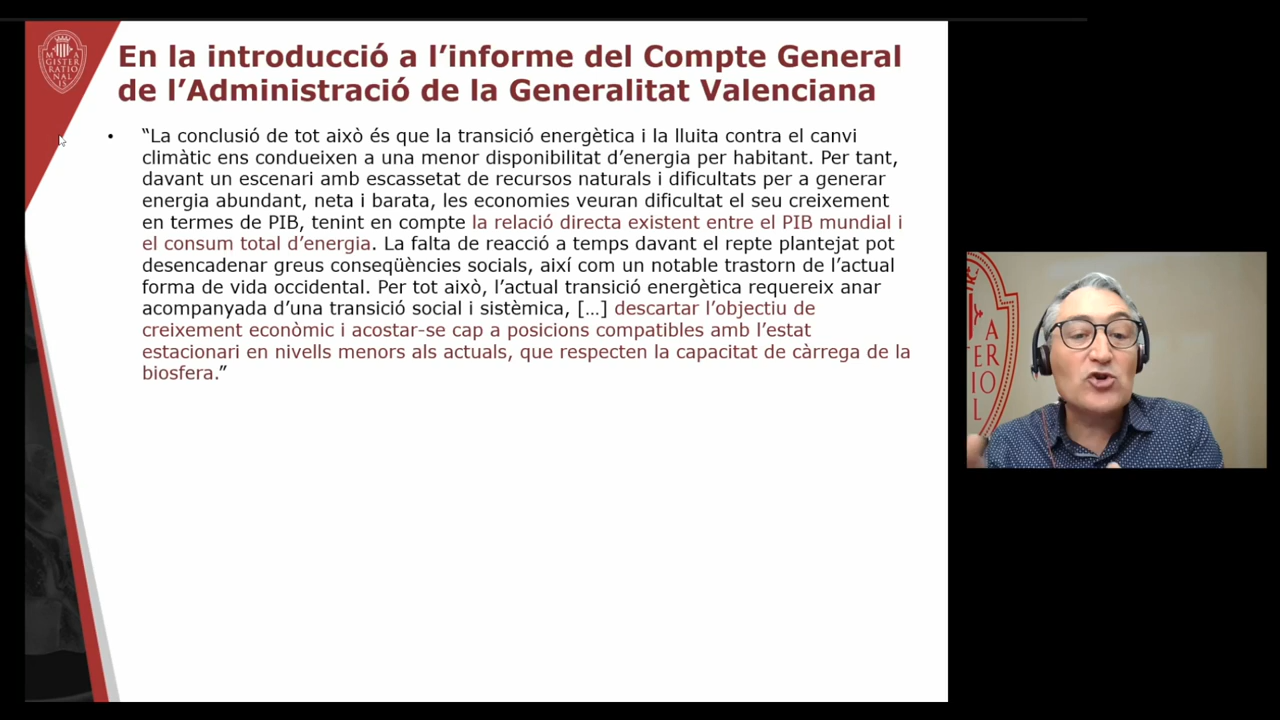 En la introducció a l’informe del Compte General
de l’Administració de la Generalitat Valenciana
• “La conclusió de tot això és que la transició energètica i la lluita contra el canvi
climàtic ens condueixen a una menor disponibilitat d’energia per habitant. Per tant,
davant un escenari amb escassetat de recursos naturals i dificultats per a generar
energia abundant, neta i barata, les economies veuran dificultat el seu creixement
en termes de PIB, tenint en compte la relació directa existent entre el PIB mundial i
el consum total d’energia. La falta de reacció a temps davant el repte plantejat pot
desencadenar greus conseqüències socials, així com un notable trastorn de l’actual
forma de vida occidental. Per tot això, l’actual transició energètica requereix anar
acompanyada d’una transició social i sistèmica, […] descartar l’objectiu de
creixement econòmic i acostar-se cap a posicions compatibles amb l’estat
estacionari en nivells menors als actuals, que respecten la capacitat de càrrega de la
biosfera.”
M A
GISTER
RATIO
NAL
IS
A
TER
IO
L